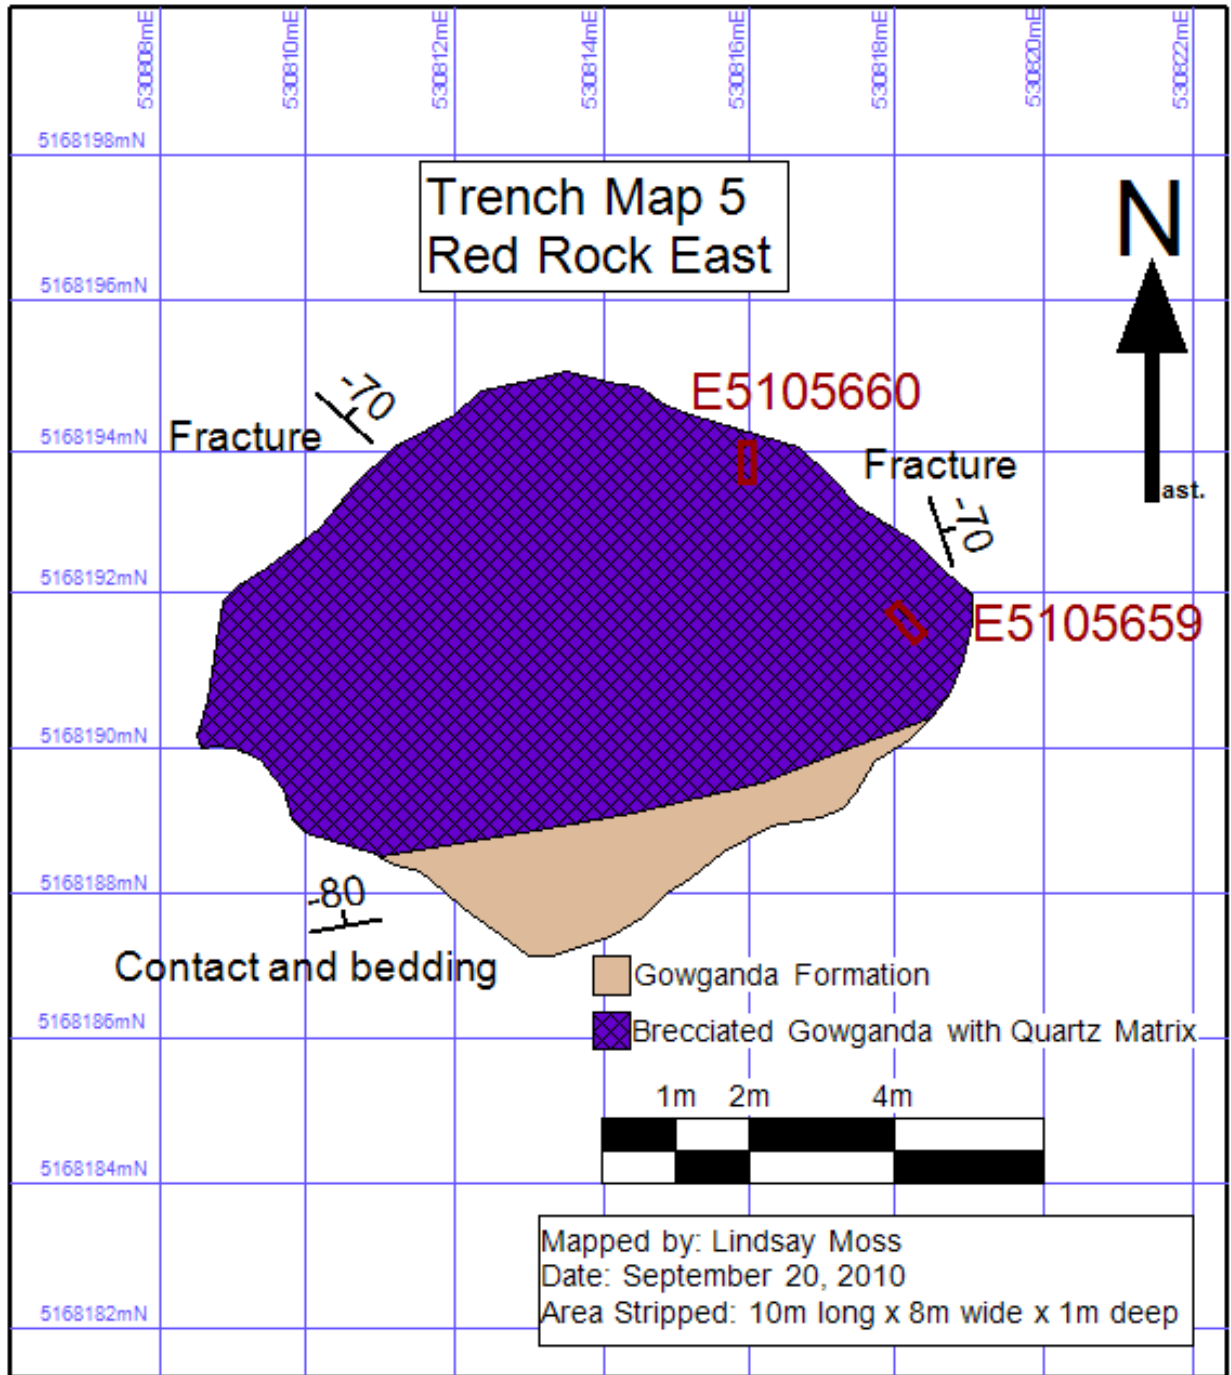 530808mE
530810mE
530812mE
530814mE
530816mE
530818mE
530820mE
530822mE
5168198mN
Trench Map 5
Red Rock East
N
5168196mN
-70
E5105660
Fracture
5168194mN
Fracture
ast.
-70
5168192mN
E5105659
5168190mN
5168188mN
-80
Contact and bedding
Gowganda Formation
5168186mN
Brecciated Gowganda with Quartz Matrix
1m 2m 4m
5168184mN
Mapped by: Lindsay Moss
Date: September 20, 2010
Area Stripped: 10m long x 8m wide x 1m deep
5168182mN